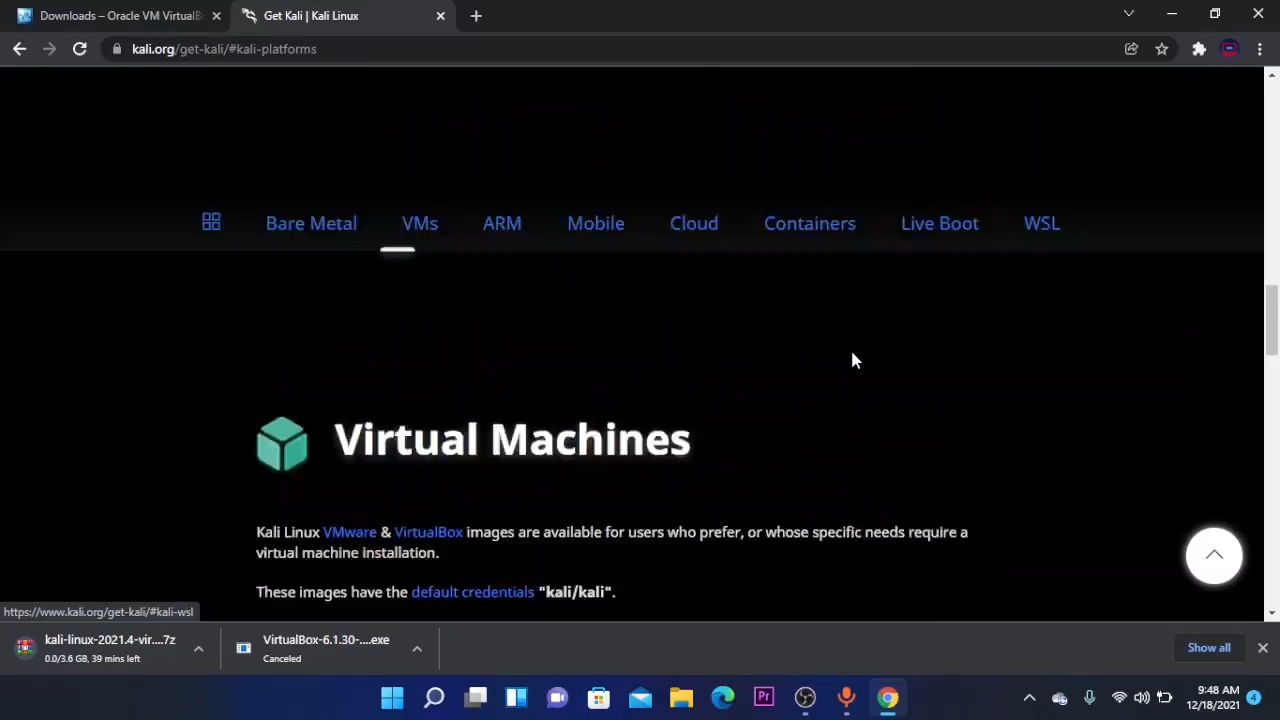 Downloads – Oracle VM VirtualB
Get Kali | Kali Linux
kali.org/get-kali/#kali-platforms
Bare Metal
VMs
ARM
Mobile
Cloud
Containers
Live Boot
WSL
Virtual Machines
Kali Linux VMware & VirtualBox images are available for users who prefer, or whose specific needs require a
virtual machine installation.
These images have the default credentials "kali/kali".
https://www.kali.org/get-kali/#kali-wsl
kali-linux-2021.4-vir....7z
0.0/3.6 GB, 39 mins left
VirtualBox-6.1.30-....exe
Canceled
Show all
Pr
9:48 AM
12/18/2021
4